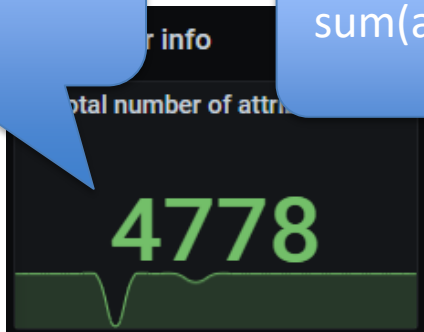 sum(a
r info
otal number of attri
4778